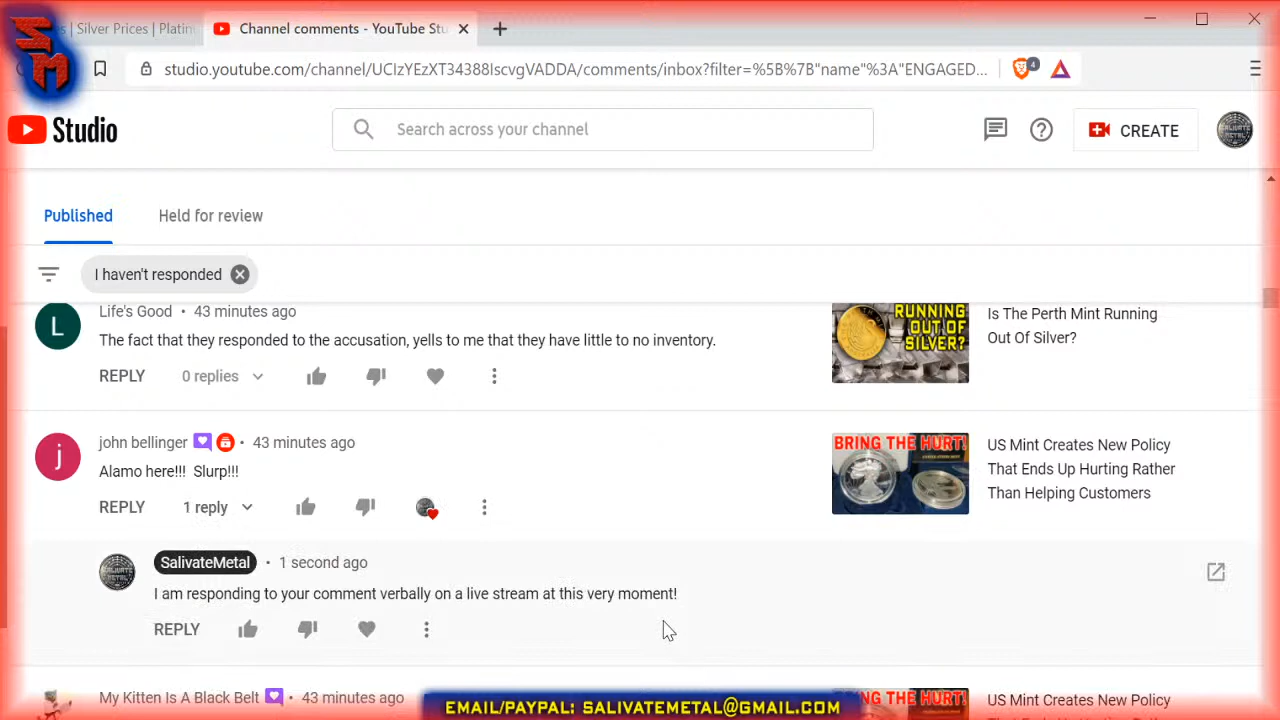 SM
s | Silver Prices | Platin
Channel comments - YouTube Stu
studio.youtube.com/channel/UCIzYEzXT34388IscvgVADDA/comments/inbox?filter=%5B%7B"name"%3A"ENGAGED...
4
Studio
Search across your channel
CREATE
Published
Held for review
I haven't responded
L
Life's Good • 43 minutes ago
The fact that they responded to the accusation, yells to me that they have little to no inventory.
REPLY
0 replies
RUNNING
OUT OF
SILVER?
Is The Perth Mint Running
Out Of Silver?
j
john bellinger • 43 minutes ago
Alamo here!!! Slurp!!!
REPLY
1 reply
BRING THE HURT!
US Mint Creates New Policy
That Ends Up Hurting Rather
Than Helping Customers
SalivateMetal • 1 second ago
I am responding to your comment verbally on a live stream at this very moment!
REPLY
My Kitten Is A Black Belt • 43 minutes ago
BRING THE HURT!
US Mint Creates New Policy
EMAIL/PAYPAL: SALIVATEMETAL@GMAIL.COM